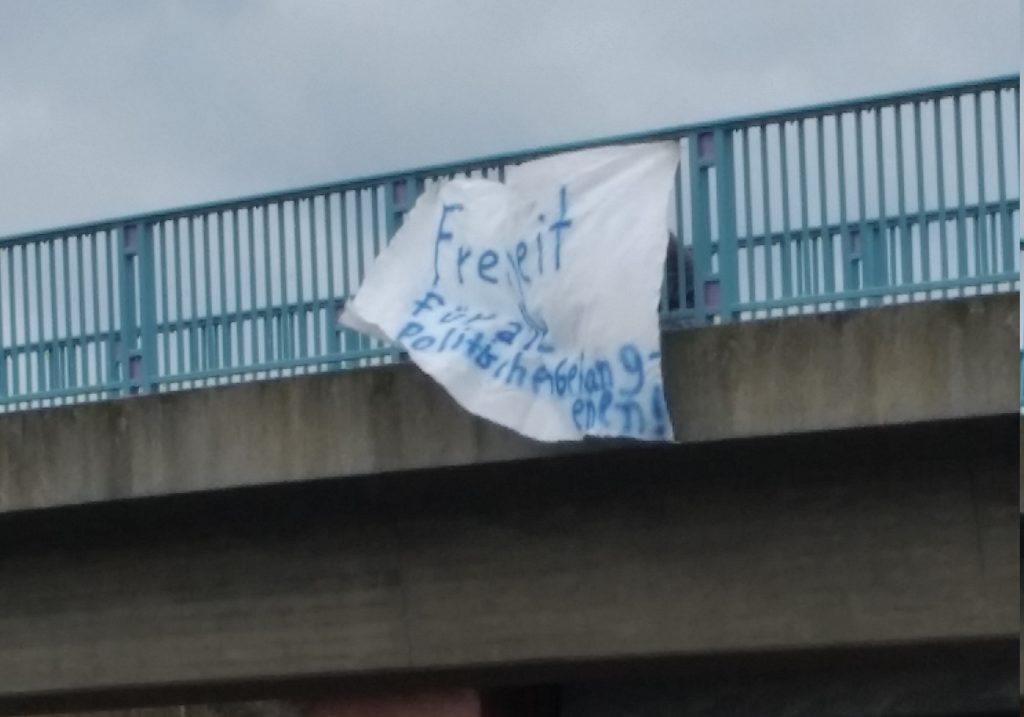 Freiheit
Für alle
Politischen Gefang-
enen!